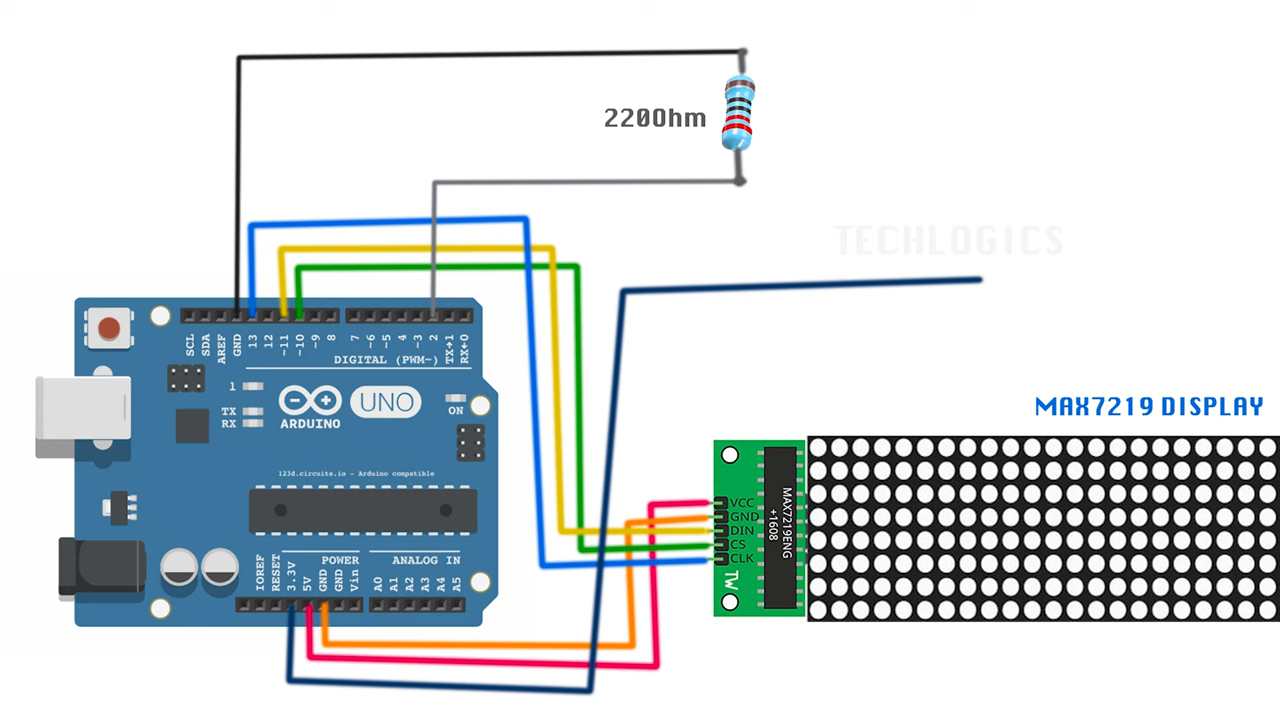 220Ohm
TECHLOGICS
SCL
SDA
AREF
GND
13
12
~11
~10
~9
8
7
~6
~5
4
~3
2
TX→1
RX←0
DIGITAL (PWM~)
1
TX
RX
ARDUINO
UNO
ON
MAX7219 DISPLAY
123d.circuits.io - Arduino compatible
VCC
GND
DIN
CS
CLK
MAX7219ENG
+1608
TW
POWER
ANALOG IN
IOREF
RESET
3.3V
5V
GND
GND
Vin
A0
A1
A2
A3
A4
A5